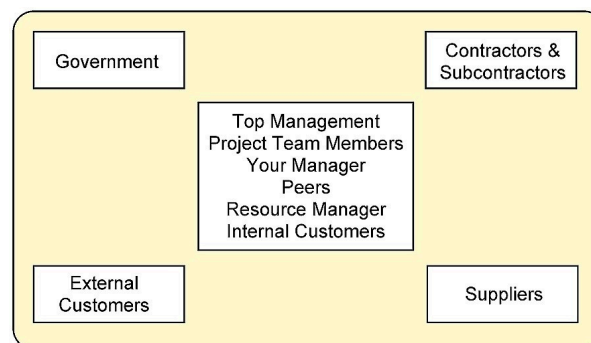 Government
Contractors &
Subcontractors
Top Management
Project Team Members
Your Manager
Peers
Resource Manager
Internal Customers
External
Customers
Suppliers